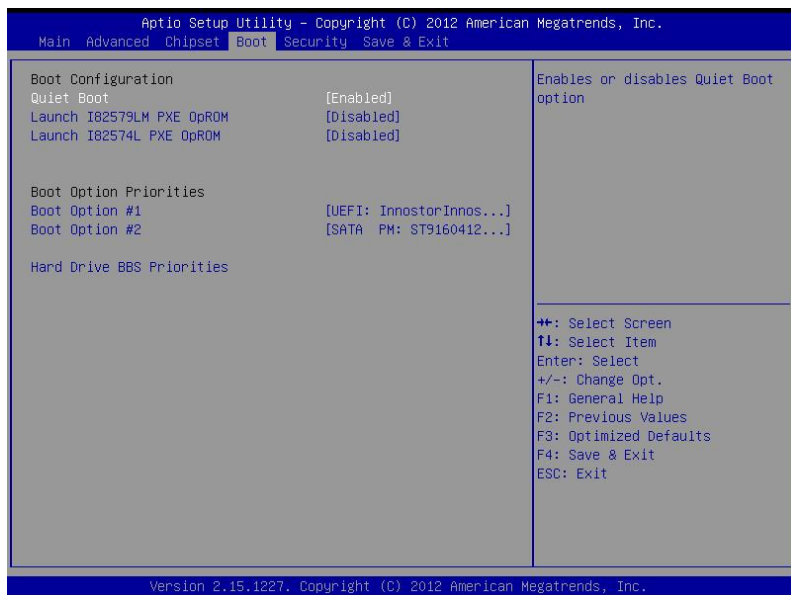 Aptio Setup Utility – Copyright (C) 2012 American Megatrends, Inc.
Main Advanced Chipset Boot Security Save & Exit
Boot Configuration
Quiet Boot [Enabled]
Launch I82579LM PXE OpROM [Disabled]
Launch I82574L PXE OpROM [Disabled]
Boot Option Priorities
Boot Option #1 [UEFI: InnostorInnos...]
Boot Option #2 [SATA PM: ST9160412...]
Hard Drive BBS Priorities
Enables or disables Quiet Boot
option
→←: Select Screen
↑↓: Select Item
Enter: Select
+/-: Change Opt.
F1: General Help
F2: Previous Values
F3: Optimized Defaults
F4: Save & Exit
ESC: Exit
Version 2.15.1227. Copyright (C) 2012 American Megatrends, Inc.